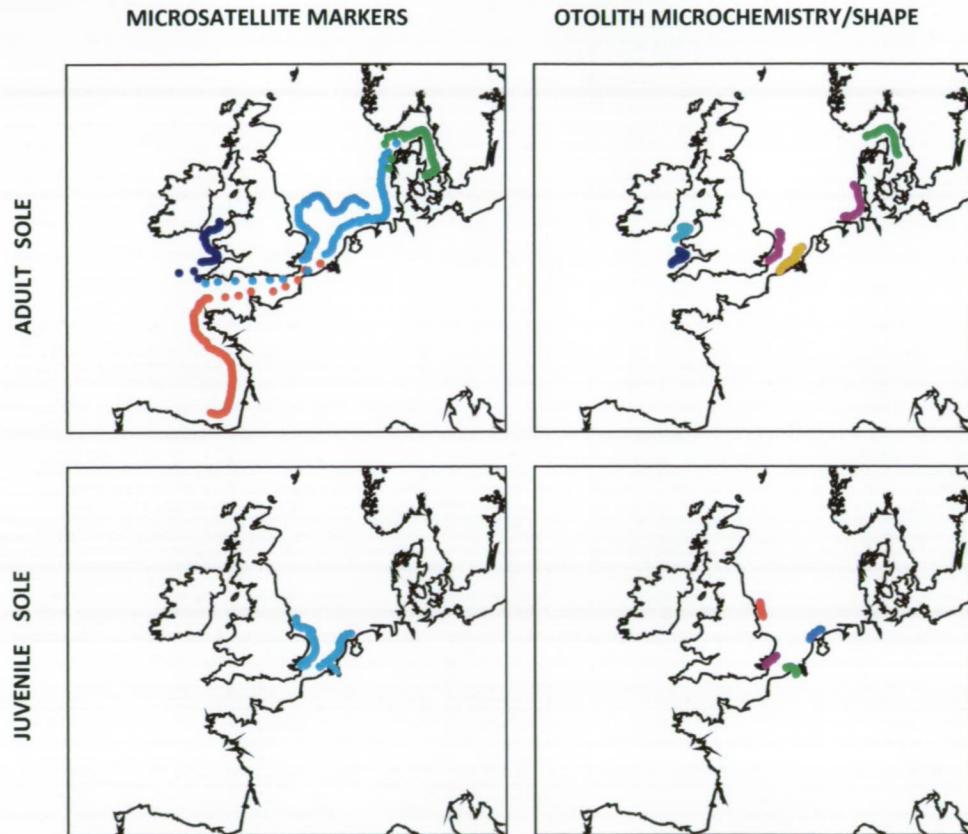 MICROSATELLITE MARKERS
OTOLITH MICROCHEMISTRY/SHAPE
ADULT SOLE
JUVENILE SOLE